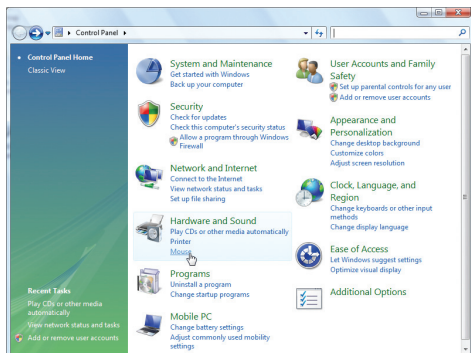 Control Panel
Control Panel Home
Classic View
System and Maintenance
Get started with Windows
Back up your computer
Security
Check for updates
Check this computer's security status
Allow a program through Windows
Firewall
Network and Internet
Connect to the Internet
View network status and tasks
Set up file sharing
Hardware and Sound
Play CDs or other media automatically
Printer
Mouse
Programs
Uninstall a program
Change startup programs
Mobile PC
Change battery settings
Adjust commonly used mobility
settings
User Accounts and Family
Safety
Set up parental controls for any user
Add or remove user accounts
Appearance and
Personalization
Change desktop background
Customize colors
Adjust screen resolution
Clock, Language, and
Region
Change keyboards or other input
methods
Change display language
Ease of Access
Let Windows suggest settings
Optimize visual display
Additional Options
Recent Tasks
Play CDs or other media
automatically
View network status and tasks
Add or remove user accounts